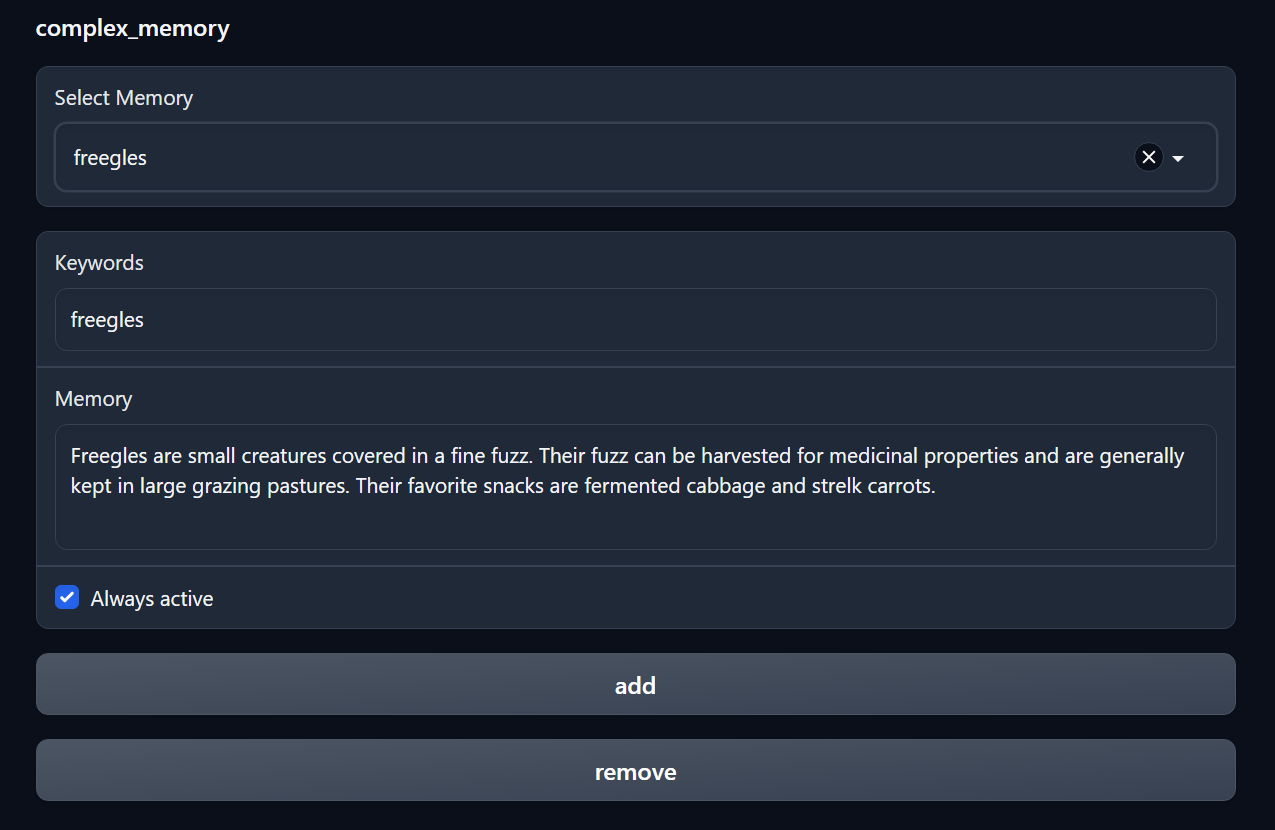 complex_memory
Select Memory
freegles
Keywords
freegles
Memory
Freegles are small creatures covered in a fine fuzz. Their fuzz can be harvested for medicinal properties and are generally
kept in large grazing pastures. Their favorite snacks are fermented cabbage and strelk carrots.
Always active
add
remove